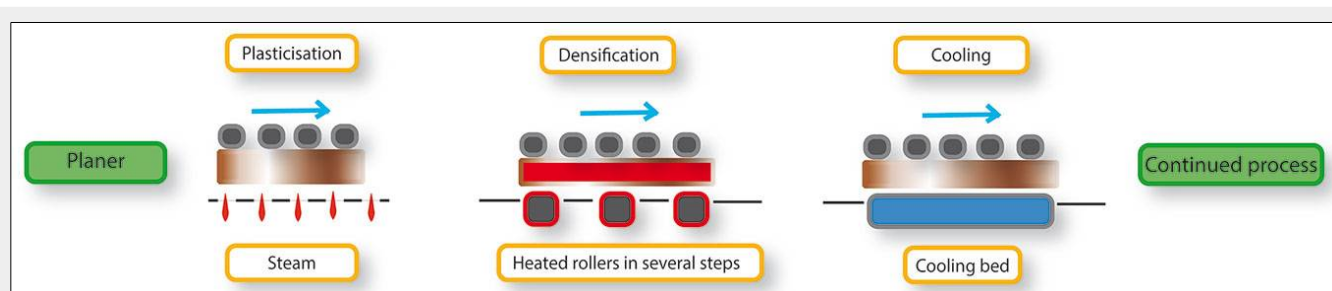 Plasticisation
Densification
Cooling
Planer
Continued process
Steam
Heated rollers in several steps
Cooling bed